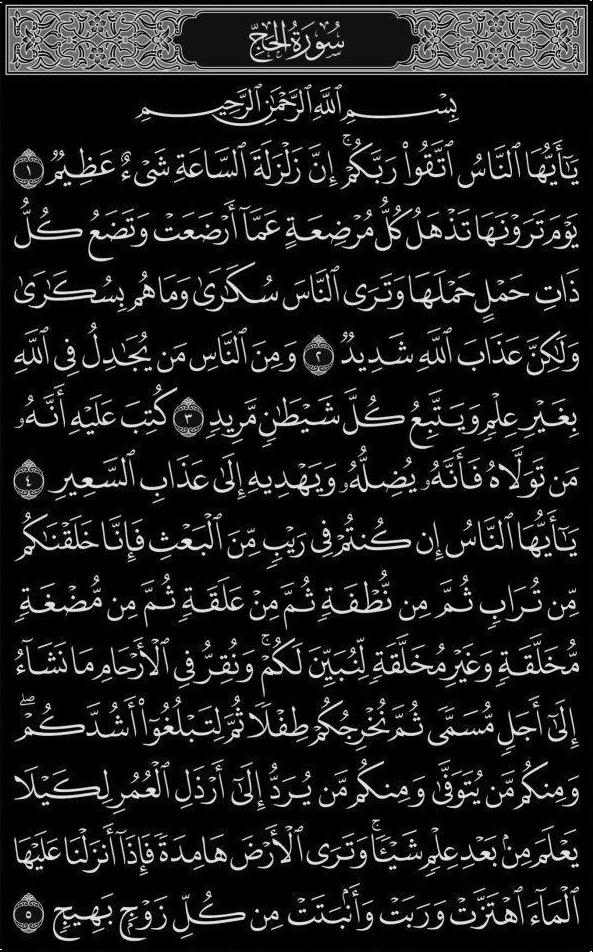 سُورَةُ الحَجِّ
بِسْمِ ٱللَّهِ ٱلرَّحْمَٰنِ ٱلرَّحِيمِ
يَٰٓأَيُّهَا ٱلنَّاسُ ٱتَّقُوا۟ رَبَّكُمْ ۚ إِنَّ زَلْزَلَةَ ٱلسَّاعَةِ شَىْءٌ عَظِيمٌ ١
يَوْمَ تَرَوْنَهَا تَذْهَلُ كُلُّ مُرْضِعَةٍ عَمَّآ أَرْضَعَتْ وَتَضَعُ كُلُّ
ذَاتِ حَمْلٍ حَمْلَهَا وَتَرَى ٱلنَّاسَ سُكَٰرَىٰ وَمَا هُم بِسُكَٰرَىٰ
وَلَٰكِنَّ عَذَابَ ٱللَّهِ شَدِيدٌ ٢ وَمِنَ ٱلنَّاسِ مَن يُجَٰدِلُ فِى ٱللَّهِ
بِغَيْرِ عِلْمٍ وَيَتَّبِعُ كُلَّ شَيْطَٰنٍ مَّرِيدٍ ٣ كُتِبَ عَلَيْهِ أَنَّهُۥ
مَن تَوَلَّاهُ فَأَنَّهُۥ يُضِلُّهُۥ وَيَهْدِيهِ إِلَىٰ عَذَابِ ٱلسَّعِيرِ ٤
يَٰٓأَيُّهَا ٱلنَّاسُ إِن كُنتُمْ فِى رَيْبٍ مِّنَ ٱلْبَعْثِ فَإِنَّا خَلَقْنَٰكُم
مِّن تُرَابٍ ثُمَّ مِن نُّطْفَةٍ ثُمَّ مِنْ عَلَقَةٍ ثُمَّ مِن مُّضْغَةٍ
مُّخَلَّقَةٍ وَغَيْرِ مُخَلَّقَةٍ لِّنُبَيِّنَ لَكُمْ ۚ وَنُقِرُّ فِى ٱلْأَرْحَامِ مَا نَشَآءُ
إِلَىٰٓ أَجَلٍ مُّسَمًّى ثُمَّ نُخْرِجُكُمْ طِفْلًا ثُمَّ لِتَبْلُغُوٓا۟ أَشُدَّكُمْ ۖ
وَمِنكُم مَّن يُتَوَفَّىٰ وَمِنكُم مَّن يُرَدُّ إِلَىٰٓ أَرْذَلِ ٱلْعُمُرِ لِكَيْلَا
يَعْلَمَ مِنۢ بَعْدِ عِلْمٍ شَيْـًٔا ۚ وَتَرَى ٱلْأَرْضَ هَامِدَةً فَإِذَآ أَنزَلْنَا عَلَيْهَا
ٱلْمَآءَ ٱهْتَزَّتْ وَرَبَتْ وَأَنۢبَتَتْ مِن كُلِّ زَوْجٍۭ بَهِيجٍ ٥